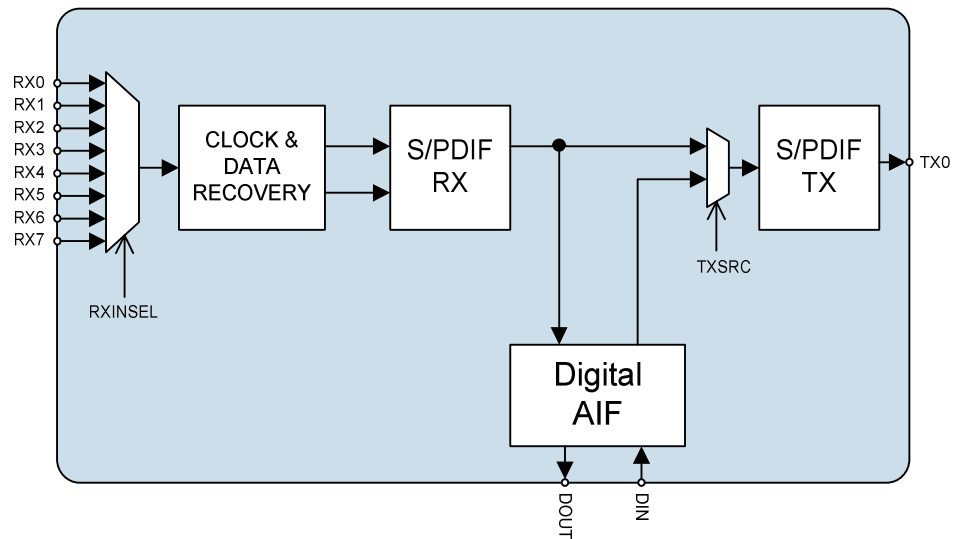 RX0
RX1
RX2
RX3
RX4
RX5
RX6
RX7
RXINSEL
CLOCK &
DATA
RECOVERY
S/PDIF
RX
TXSRC
S/PDIF
TX
TX0
Digital
AIF
DOUT
DIN